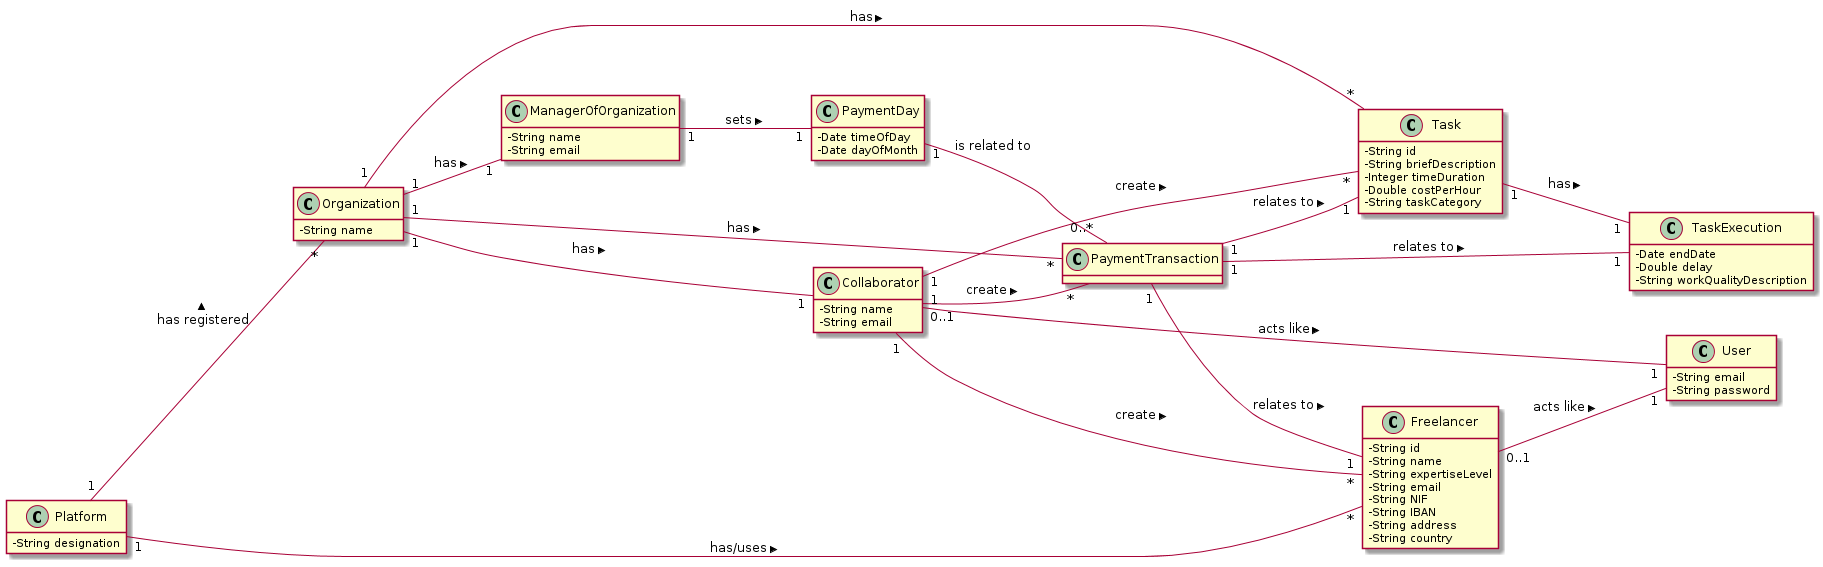 has ▶
*
C ManagerOfOrganization
-String name
-String email
sets ▶
1
1
C PaymentDay
-Date timeOfDay
-Date dayOfMonth
1
is related to
0..*
C Task
-String id
-String briefDescription
-Integer timeDuration
-Double costPerHour
-String taskCategory
1
has ▶
1
1
1
has ▶
1
C Organization
-String name
1
has ▶
*
1
has ▶
1
*
create ▶
*
relates to ▶
1
1
has ▶
1
C TaskExecution
-Date endDate
-Double delay
-String workQualityDescription
C PaymentTransaction
1
relates to ▶
1
C Collaborator
-String name
-String email
1
1
create ▶
*
0..1
acts like ▶
1
1
create ▶
*
1
relates to ▶
1
C User
-String email
-String password
acts like ▶
1
0..1
C Freelancer
-String id
-String name
-String expertiseLevel
-String email
-String NIF
-String IBAN
-String address
-String country
▲
has registered
1
C Platform
-String designation
1
has/uses ▶
*